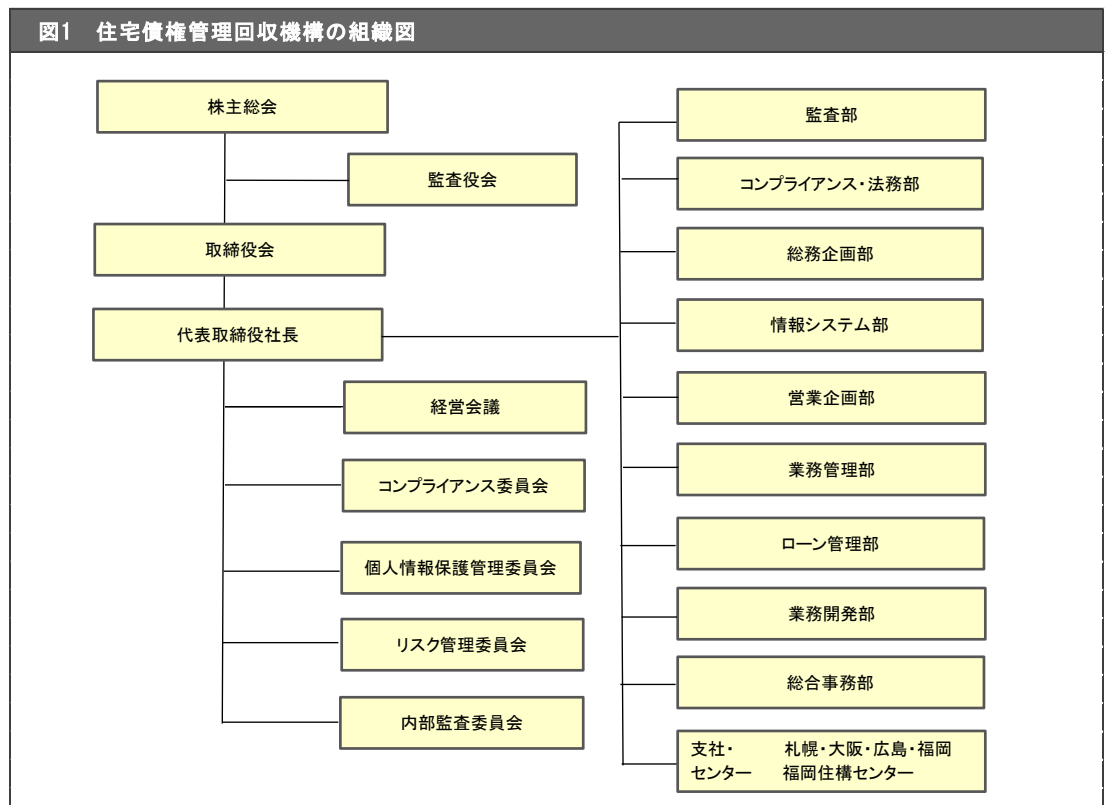 図1 住宅債権管理回収機構の組織図
株主総会
監査役会
取締役会
代表取締役社長
経営会議
コンプライアンス委員会
個人情報保護管理委員会
リスク管理委員会
内部監査委員会
監査部
コンプライアンス・法務部
総務企画部
情報システム部
営業企画部
業務管理部
ローン管理部
業務開発部
総合事務部
支社・ 札幌・大阪・広島・福岡
センター 福岡住構センター